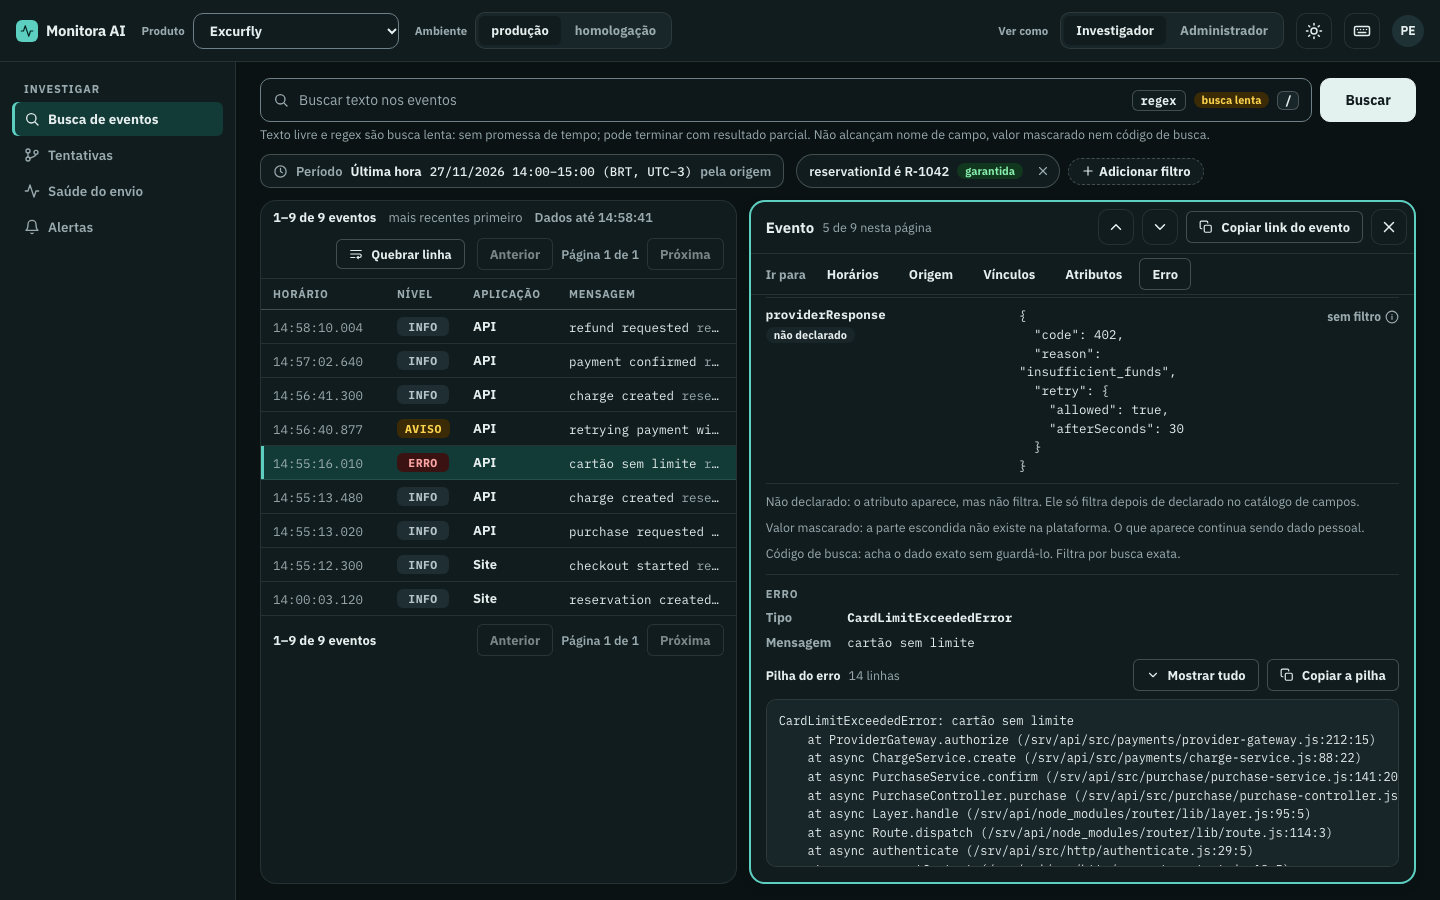 Monitora AI Produto Excurfly Ambiente produção homologação Ver como Investigador Administrador PE
INVESTIGAR
Busca de eventos
Tentativas
Saúde do envio
Alertas
Buscar texto nos eventos regex busca lenta / Buscar
Texto livre e regex são busca lenta: sem promessa de tempo; pode terminar com resultado parcial. Não alcançam nome de campo, valor mascarado nem código de busca.
Período Última hora 27/11/2026 14:00–15:00 (BRT, UTC−3) pela origem reservationId é R-1042 garantida Adicionar filtro
1–9 de 9 eventos mais recentes primeiro Dados até 14:58:41
Quebrar linha Anterior Página 1 de 1 Próxima
HORÁRIO NÍVEL APLICAÇÃO MENSAGEM
14:58:10.004 INFO API refund requested re…
14:57:02.640 INFO API payment confirmed r…
14:56:41.300 INFO API charge created rese…
14:56:40.877 AVISO API retrying payment wi…
14:55:16.010 ERRO API cartão sem limite r…
14:55:13.480 INFO API charge created rese…
14:55:13.020 INFO API purchase requested …
14:55:12.300 INFO Site checkout started re…
14:00:03.120 INFO Site reservation created…
1–9 de 9 eventos Anterior Página 1 de 1 Próxima
Evento 5 de 9 nesta página Copiar link do evento
Ir para Horários Origem Vínculos Atributos Erro
providerResponse
não declarado
{
"code": 402,
"reason":
"insufficient_funds",
"retry": {
"allowed": true,
"afterSeconds": 30
}
}
sem filtro
Não declarado: o atributo aparece, mas não filtra. Ele só filtra depois de declarado no catálogo de campos.
Valor mascarado: a parte escondida não existe na plataforma. O que aparece continua sendo dado pessoal.
Código de busca: acha o dado exato sem guardá-lo. Filtra por busca exata.
ERRO
Tipo CardLimitExceededError
Mensagem cartão sem limite
Pilha do erro 14 linhas Mostrar tudo Copiar a pilha
CardLimitExceededError: cartão sem limite
at ProviderGateway.authorize (/srv/api/src/payments/provider-gateway.js:212:15)
at async ChargeService.create (/srv/api/src/payments/charge-service.js:88:22)
at async PurchaseService.confirm (/srv/api/src/purchase/purchase-service.js:141:20
at async PurchaseController.purchase (/srv/api/src/purchase/purchase-controller.js
at async Layer.handle (/srv/api/node_modules/router/lib/layer.js:95:5)
at async Route.dispatch (/srv/api/node_modules/router/lib/route.js:114:3)
at async authenticate (/srv/api/src/http/authenticate.js:29:5)